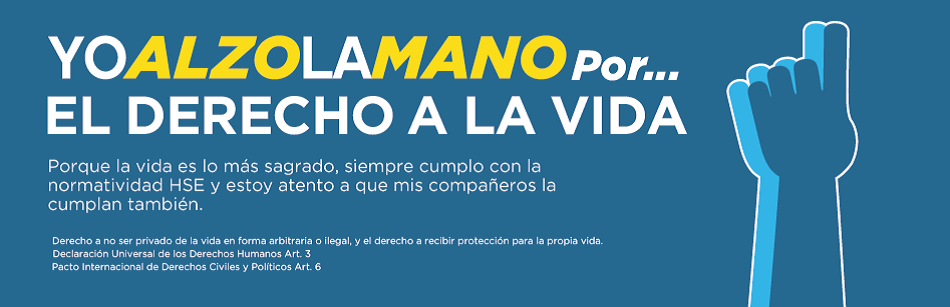 YOALZOLAMANO Por...
EL DERECHO A LA VIDA
Porque la vida es lo más sagrado, siempre cumplo con la
normatividad HSE y estoy atento a que mis compañeros la
cumplan también.
Derecho a no ser privado de la vida en forma arbitraria o ilegal, y el derecho a recibir protección para la propia vida.
Declaración Universal de los Derechos Humanos Art. 3
Pacto Internacional de Derechos Civiles y Políticos Art. 6